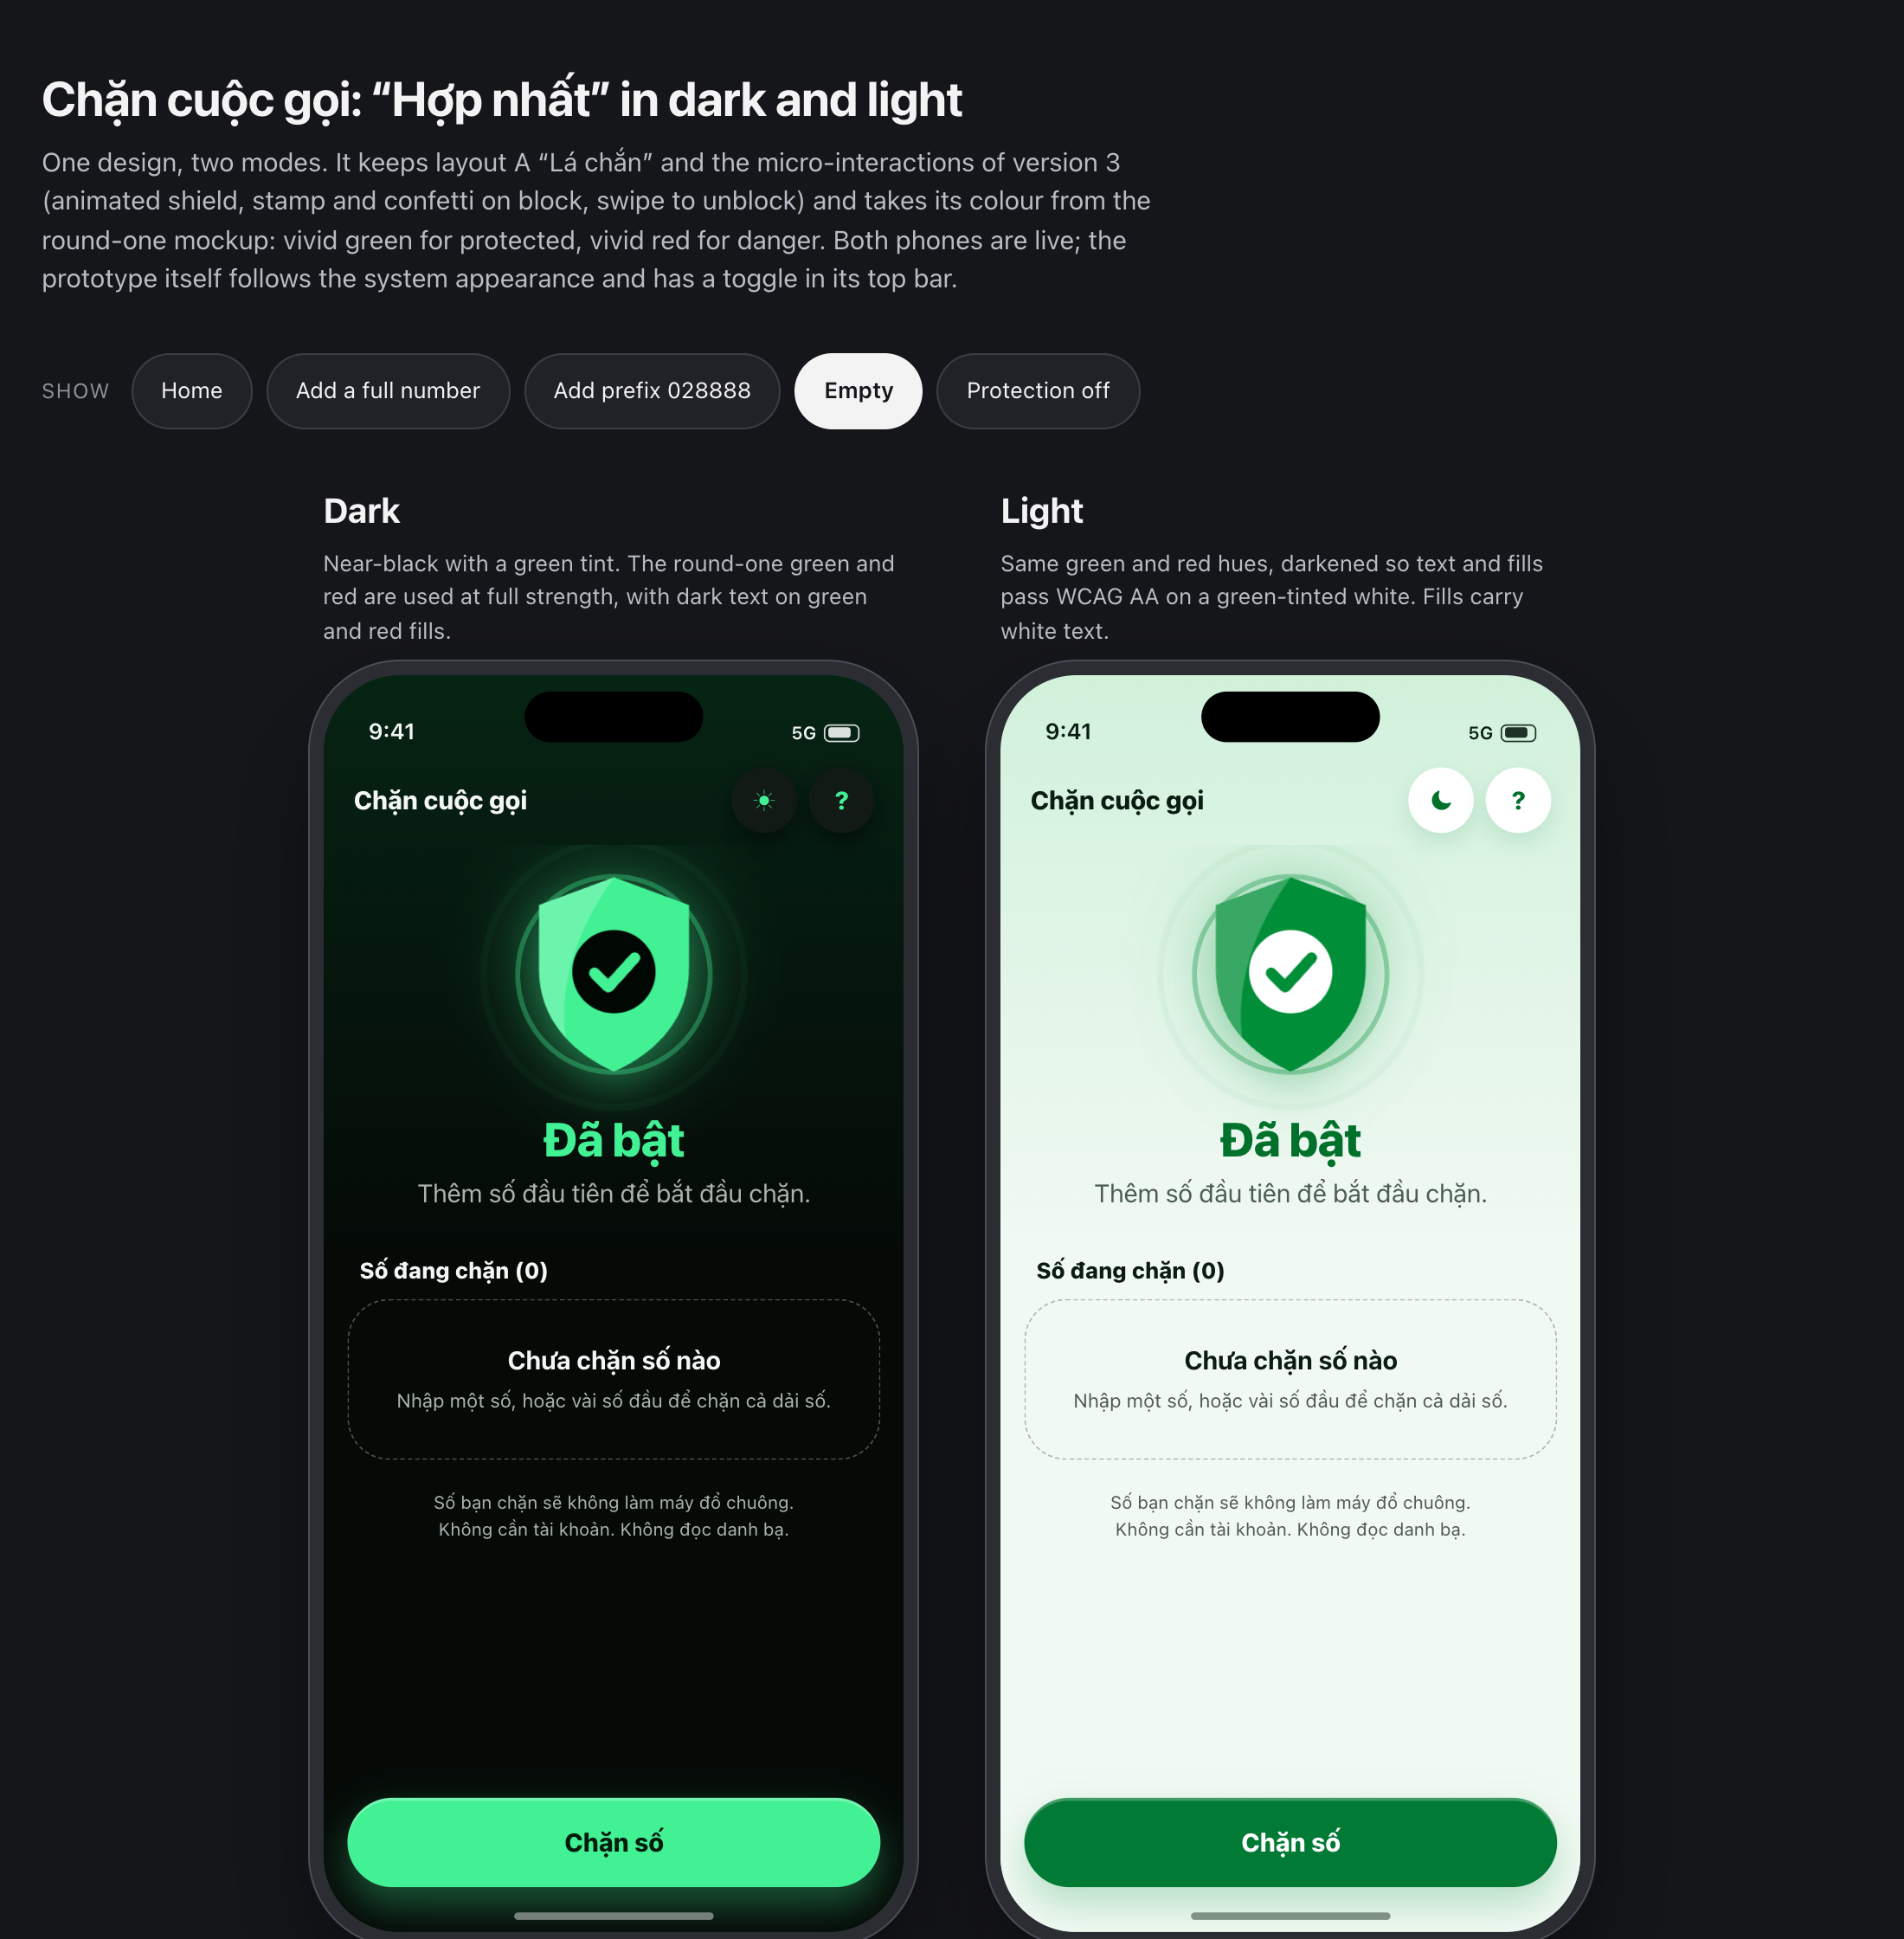 Chặn cuộc gọi: “Hợp nhất” in dark and light
One design, two modes. It keeps layout A “Lá chắn” and the micro-interactions of version 3
(animated shield, stamp and confetti on block, swipe to unblock) and takes its colour from the
round-one mockup: vivid green for protected, vivid red for danger. Both phones are live; the
prototype itself follows the system appearance and has a toggle in its top bar.
SHOW
Home
Add a full number
Add prefix 028888
Empty
Protection off
Dark
Near-black with a green tint. The round-one green and
red are used at full strength, with dark text on green
and red fills.
9:41
5G
Chặn cuộc gọi
?
Đã bật
Thêm số đầu tiên để bắt đầu chặn.
Số đang chặn (0)
Chưa chặn số nào
Nhập một số, hoặc vài số đầu để chặn cả dải số.
Số bạn chặn sẽ không làm máy đổ chuông.
Không cần tài khoản. Không đọc danh bạ.
Chặn số
Light
Same green and red hues, darkened so text and fills
pass WCAG AA on a green-tinted white. Fills carry
white text.
9:41
5G
Chặn cuộc gọi
?
Đã bật
Thêm số đầu tiên để bắt đầu chặn.
Số đang chặn (0)
Chưa chặn số nào
Nhập một số, hoặc vài số đầu để chặn cả dải số.
Số bạn chặn sẽ không làm máy đổ chuông.
Không cần tài khoản. Không đọc danh bạ.
Chặn số